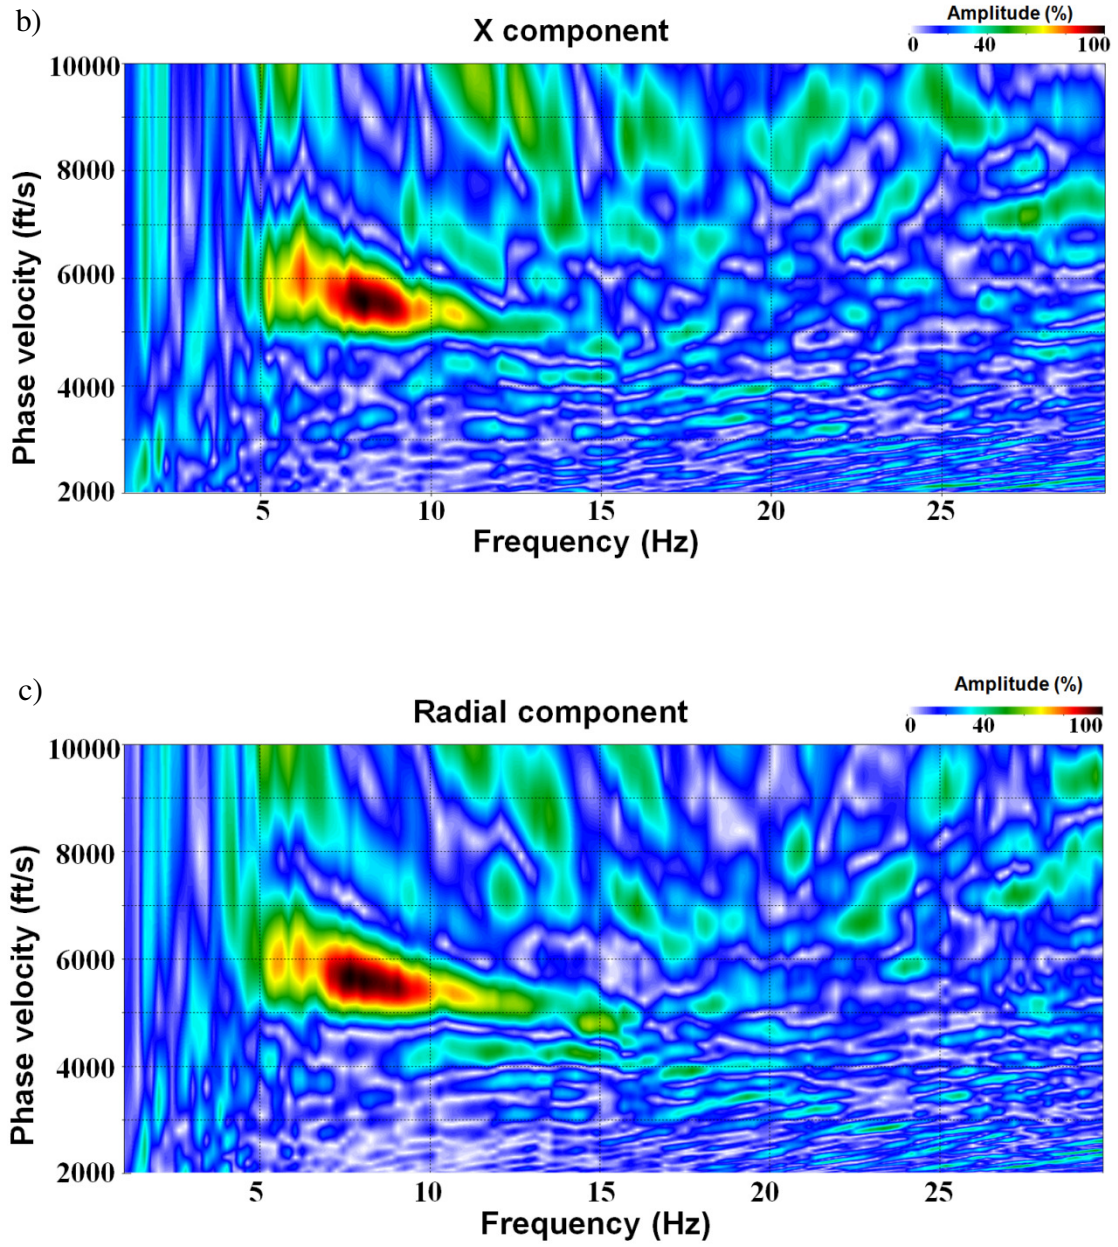 b)
X component
Amplitude (%)
0 40 100
Phase velocity (ft/s)
10000
8000
6000
4000
2000
5 10 15 20 25
Frequency (Hz)
c)
Radial component
Amplitude (%)
0 40 100
Phase velocity (ft/s)
10000
8000
6000
4000
2000
5 10 15 20 25
Frequency (Hz)